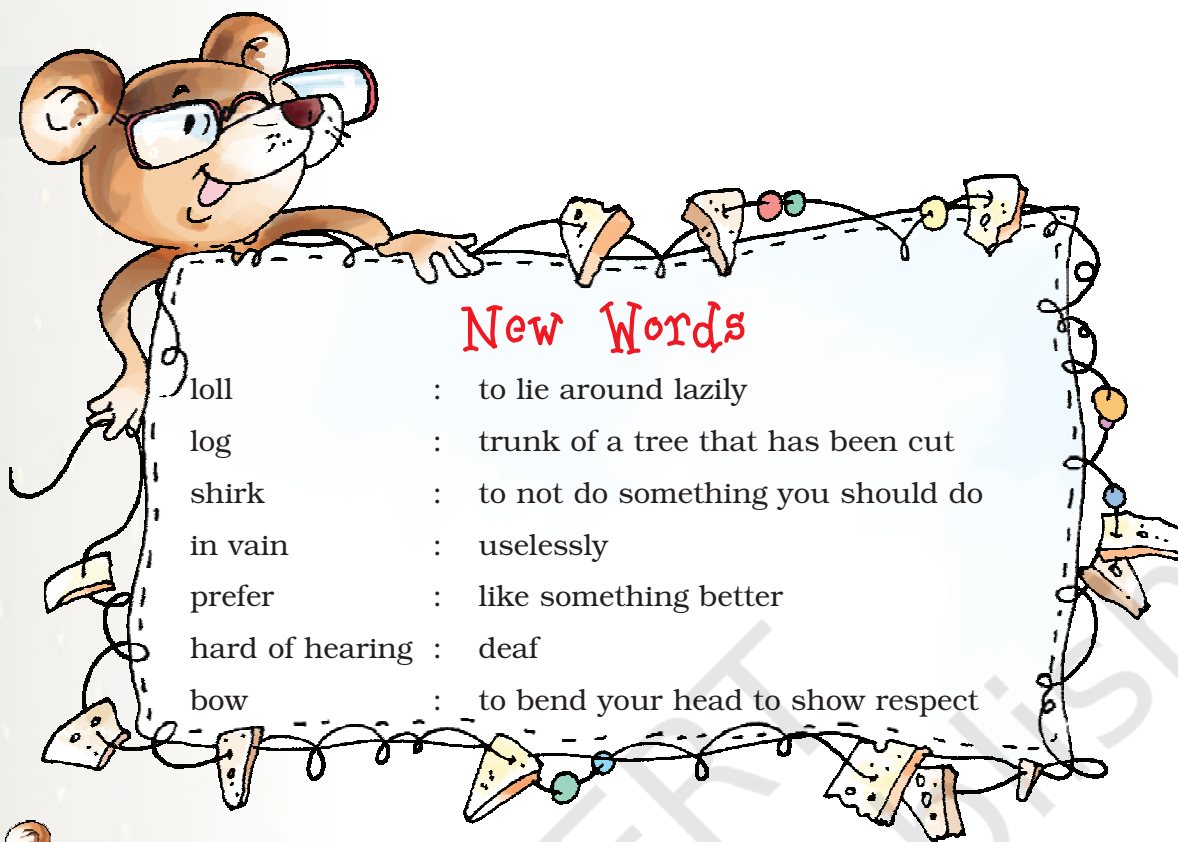 New Words
loll : to lie around lazily
log : trunk of a tree that has been cut
shirk : to not do something you should do
in vain : uselessly
prefer : like something better
hard of hearing : deaf
bow : to bend your head to show respect